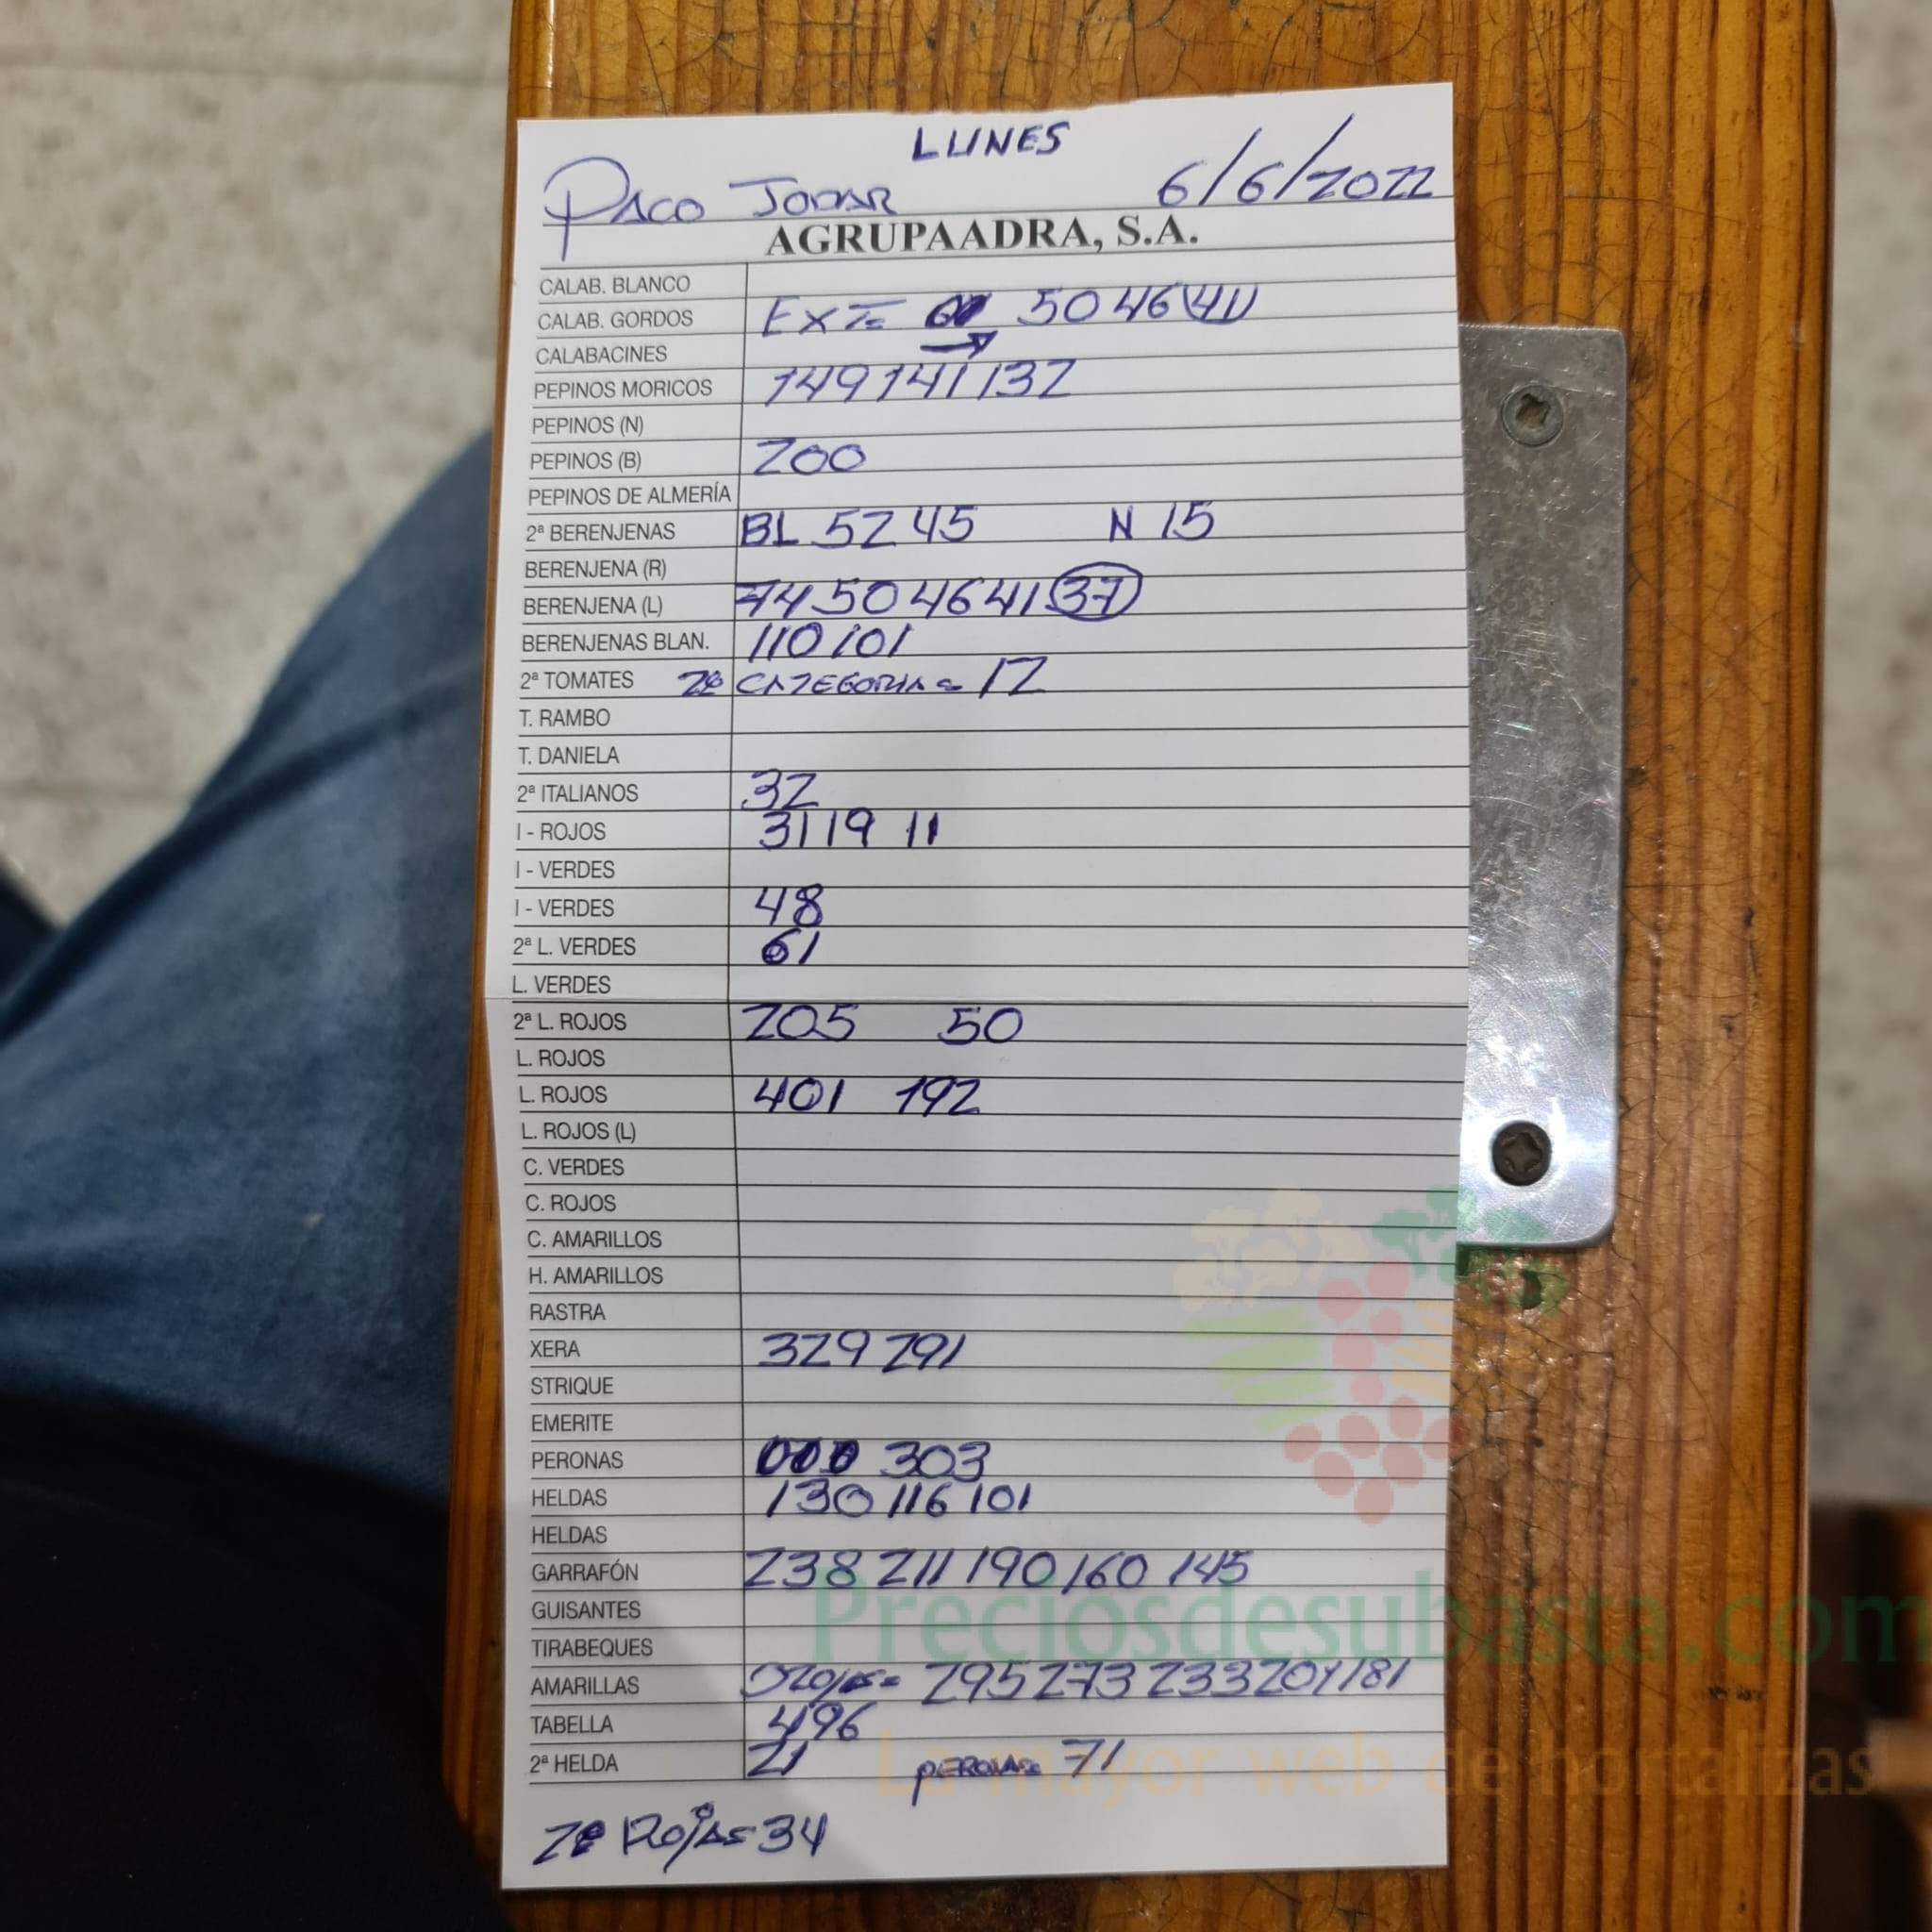 LUNES
PACO JODAR 6/6/2022
AGRUPAADRA, S.A.
CALAB. BLANCO
CALAB. GORDOS EXT= 50 46 41
CALABACINES
PEPINOS MORICOS 149 141 132
PEPINOS (N)
PEPINOS (B) 200
PEPINOS DE ALMERÍA
2ª BERENJENAS BL 52 45 N 15
BERENJENA (R)
BERENJENA (L) 74 50 46 41 37
BERENJENAS BLAN. 110 101
2ª TOMATES 2ª CATEGORIA = 12
T. RAMBO
T. DANIELA
2ª ITALIANOS 32
I - ROJOS 31 19 11
I - VERDES
I - VERDES 48
2ª L. VERDES 61
L. VERDES
2ª L. ROJOS 205 50
L. ROJOS
L. ROJOS 401 192
L. ROJOS (L)
C. VERDES
C. ROJOS
C. AMARILLOS
H. AMARILLOS
RASTRA
XERA 329 291
STRIQUE
EMERITE
PERONAS 303
HELDAS 130 116 101
HELDAS
GARRAFÓN 238 211 190 160 145
GUISANTES
Preciosdesubasta.com
TIRABEQUES
AMARILLAS 295 273 233 201 181
TABELLA 496
2ª HELDA 21 PERONA= 71
La mayor web de hortalizas
2ª ROJAS= 34